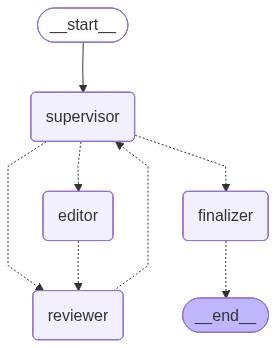 __start__
supervisor
editor
finalizer
reviewer
__end__